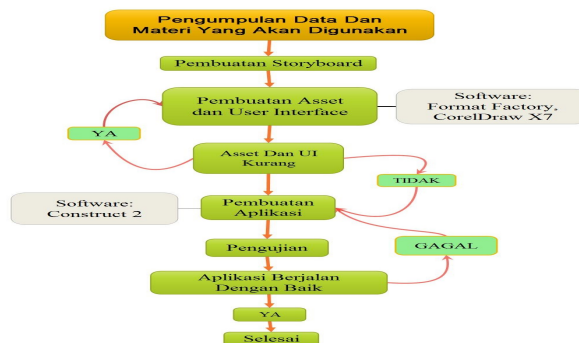 Pengumpulan Data Dan
Materi Yang Akan Digunakan
Pembuatan Storyboard
Pembuatan Asset
dan User Interface
Software:
Format Factory,
CorelDraw X7
YA
Asset Dan UI
Kurang
TIDAK
Software:
Construct 2
Pembuatan
Aplikasi
Pengujian
GAGAL
Aplikasi Berjalan
Dengan Baik
YA
Selesai